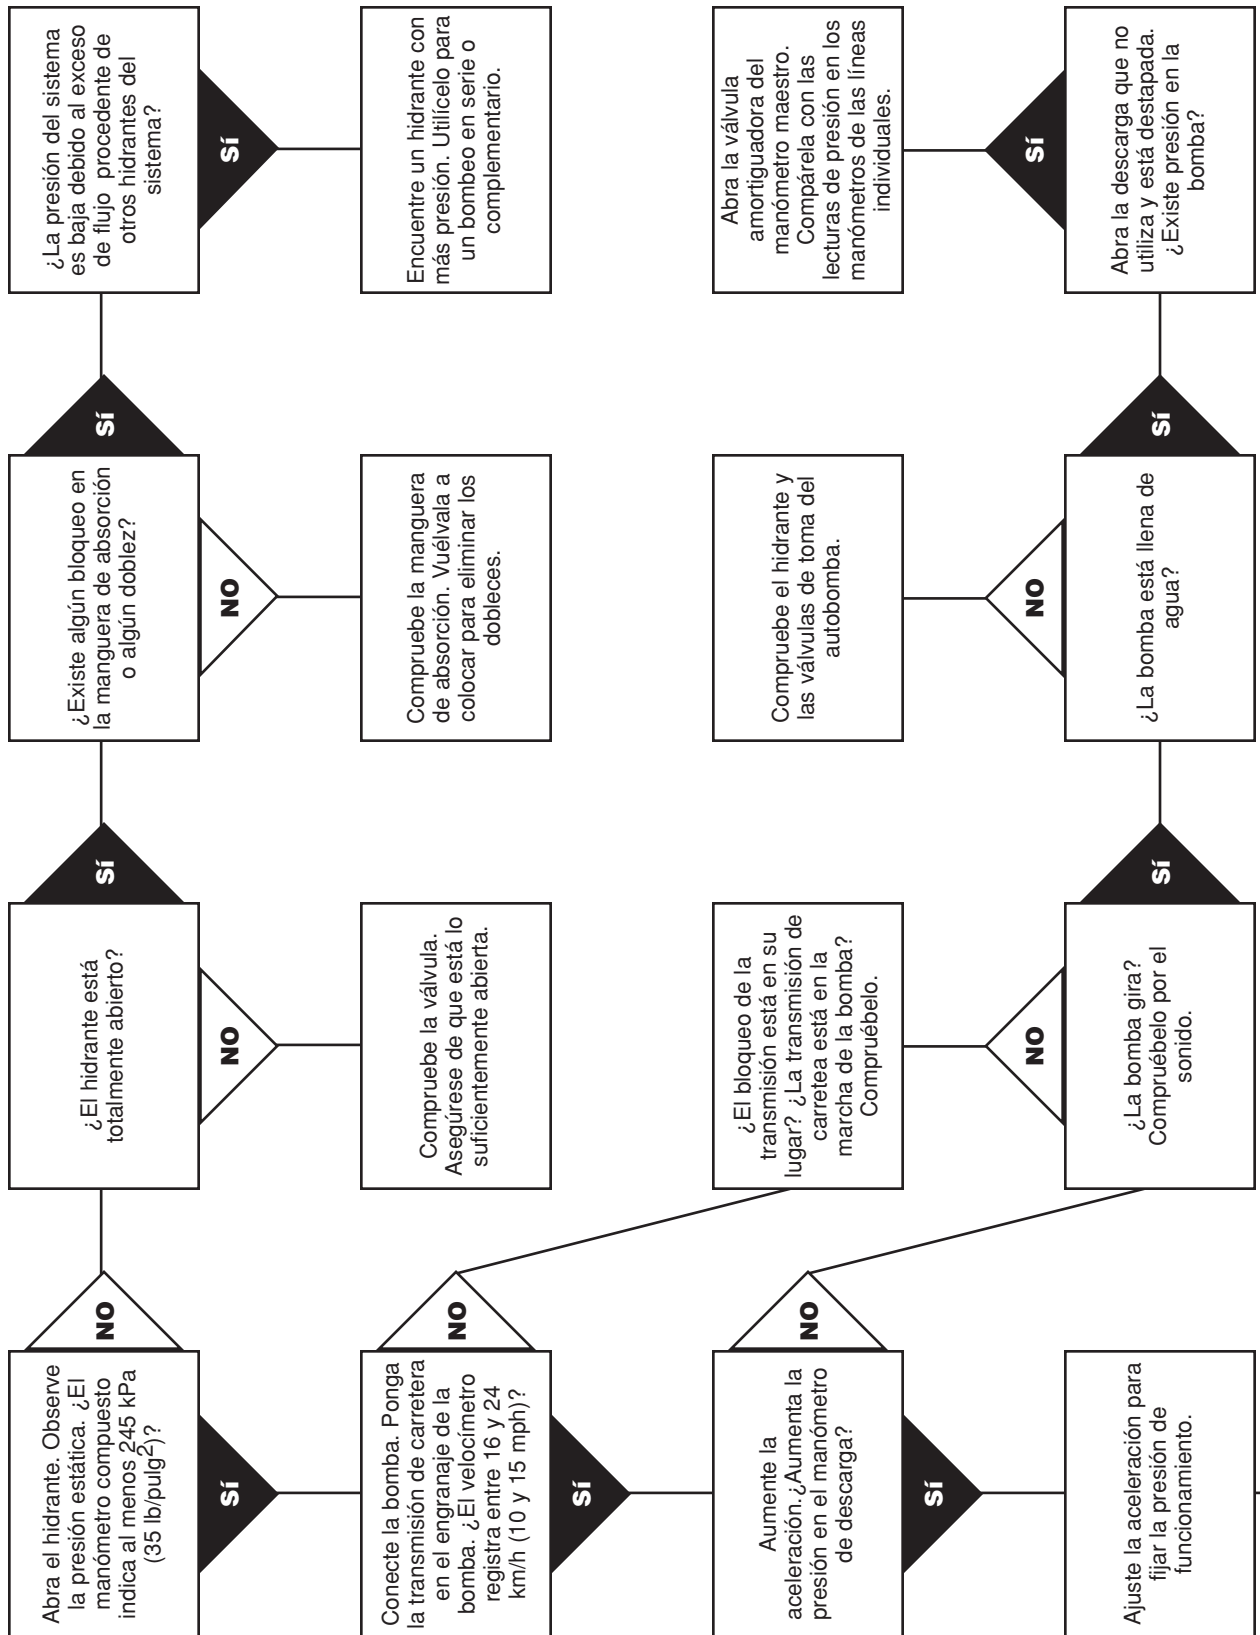 Abra el hidrante. Observe
la presión estática. ¿El
manómetro compuesto
indica al menos 245 kPa
(35 lb/pulg2)?
NO
¿El hidrante está
totalmente abierto?
Sí
¿Existe algún bloqueo en
la manguera de absorción
o algún doblez?
Sí
¿La presión del sistema
es baja debido al exceso
de flujo procedente de
otros hidrantes del
sistema?
Sí
NO
NO
Sí
Conecte la bomba. Ponga
la transmisión de carretera
en el engranaje de la
bomba. ¿El velocímetro
registra entre 16 y 24
km/h (10 y 15 mph)?
NO
Compruebe la válvula.
Asegúrese de que está lo
suficientemente abierta.
Compruebe la manguera
de absorción. Vuélvala a
colocar para eliminar los
dobleces.
Encuentre un hidrante con
más presión. Utilícelo para
un bombeo en serie o
complementario.
Sí
Aumente la
aceleración.¿Aumenta la
presión en el manómetro
de descarga?
NO
¿El bloqueo de la
transmisión está en su
lugar? ¿La transmisión de
carretea está en la
marcha de la bomba?
Compruébelo.
Compruebe el hidrante y
las válvulas de toma del
autobomba.
Abra la válvula
amortiguadora del
manómetro maestro.
Compárela con las
lecturas de presión en los
manómetros de las líneas
individuales.
Sí
NO
NO
Sí
Ajuste la aceleración para
fijar la presión de
funcionamiento.
¿La bomba gira?
Compruébelo por el
sonido.
Sí
¿La bomba está llena de
agua?
Sí
Abra la descarga que no
utiliza y está destapada.
¿Existe presión en la
bomba?